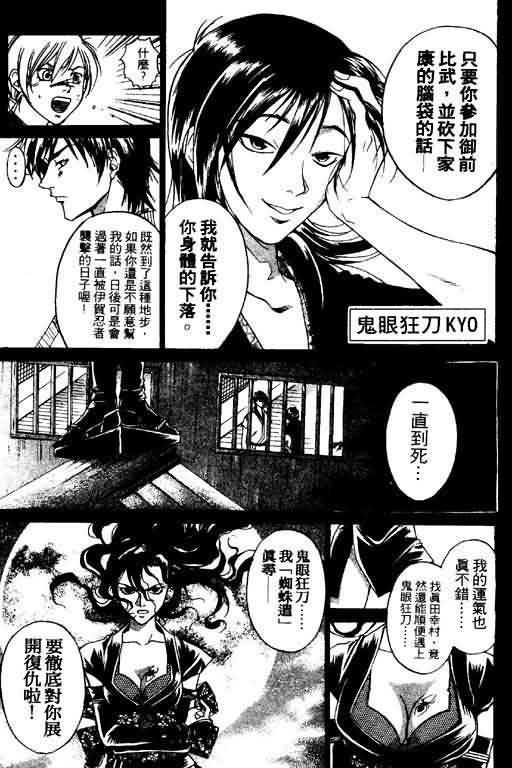 只要你參加御前
比武，並砍下家
康的腦袋的話—
我就告訴你……
你身體的下落。
什麼？
‥‥
既然到了這種地步，
如果你還是不願意幫
我的話，日後可是會
過著一直被伊賀忍者
襲擊的日子喔！
鬼眼狂刀KYO
一直到死…
我的運氣也
真不錯……
找真田幸村，竟
然還能順便遇上
鬼眼狂刀…
鬼眼狂刀……
我「蜘蛛遣」
真尋——
要徹底對你展
開復仇啦！